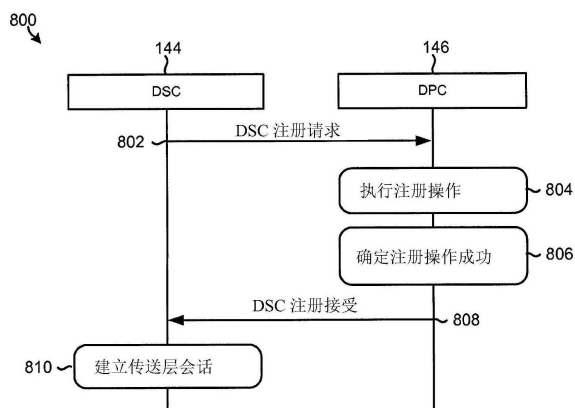 800
144
146
DSC
DPC
802
DSC 注册请求
执行注册操作
804
确定注册操作成功
806
DSC 注册接受
808
810
建立传送层会话